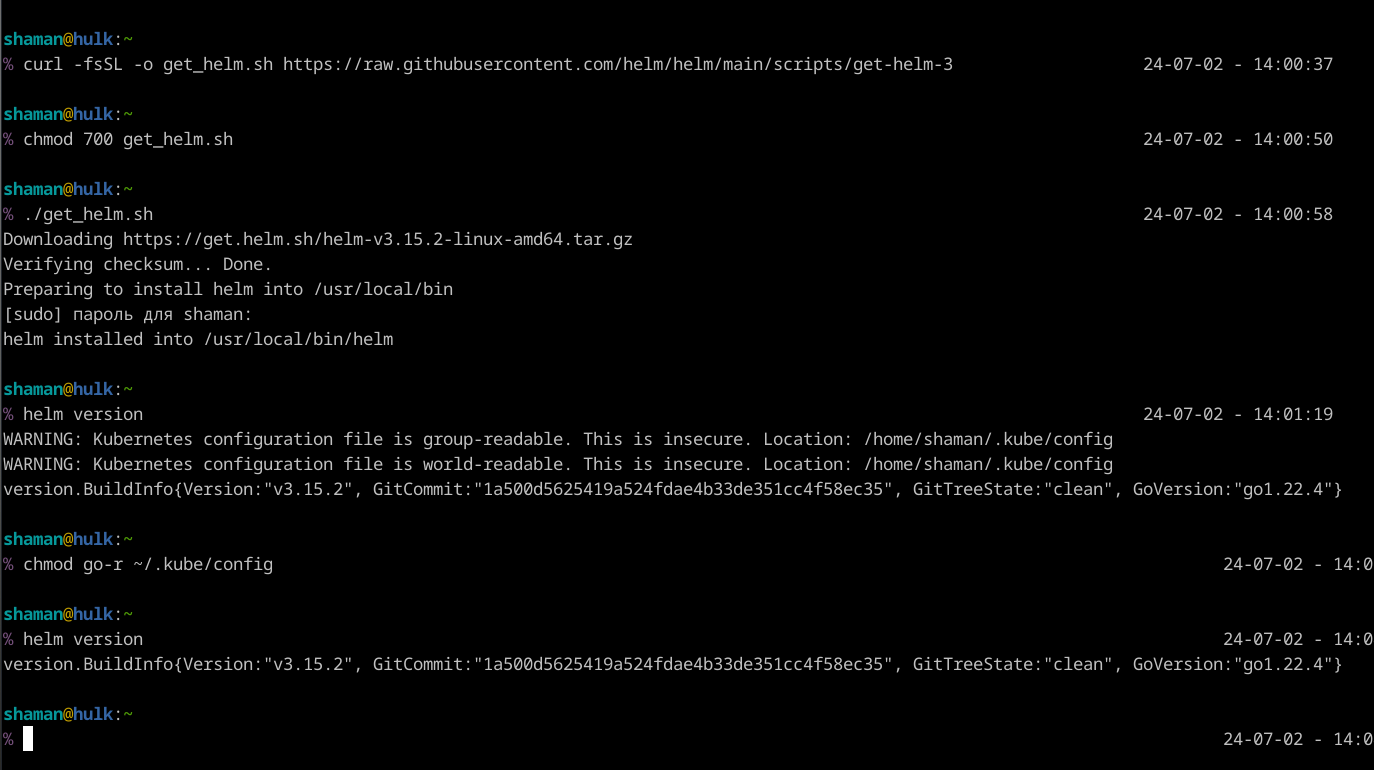 shaman@hulk:~
% curl -fsSL -o get_helm.sh https://raw.githubusercontent.com/helm/helm/main/scripts/get-helm-3 24-07-02 - 14:00:37
shaman@hulk:~
% chmod 700 get_helm.sh 24-07-02 - 14:00:50
shaman@hulk:~
% ./get_helm.sh 24-07-02 - 14:00:58
Downloading https://get.helm.sh/helm-v3.15.2-linux-amd64.tar.gz
Verifying checksum... Done.
Preparing to install helm into /usr/local/bin
[sudo] пароль для shaman:
helm installed into /usr/local/bin/helm
shaman@hulk:~
% helm version 24-07-02 - 14:01:19
WARNING: Kubernetes configuration file is group-readable. This is insecure. Location: /home/shaman/.kube/config
WARNING: Kubernetes configuration file is world-readable. This is insecure. Location: /home/shaman/.kube/config
version.BuildInfo{Version:"v3.15.2", GitCommit:"1a500d5625419a524fdae4b33de351cc4f58ec35", GitTreeState:"clean", GoVersion:"go1.22.4"}
shaman@hulk:~
% chmod go-r ~/.kube/config 24-07-02 - 14:0
shaman@hulk:~
% helm version 24-07-02 - 14:0
version.BuildInfo{Version:"v3.15.2", GitCommit:"1a500d5625419a524fdae4b33de351cc4f58ec35", GitTreeState:"clean", GoVersion:"go1.22.4"}
shaman@hulk:~
% 24-07-02 - 14:0